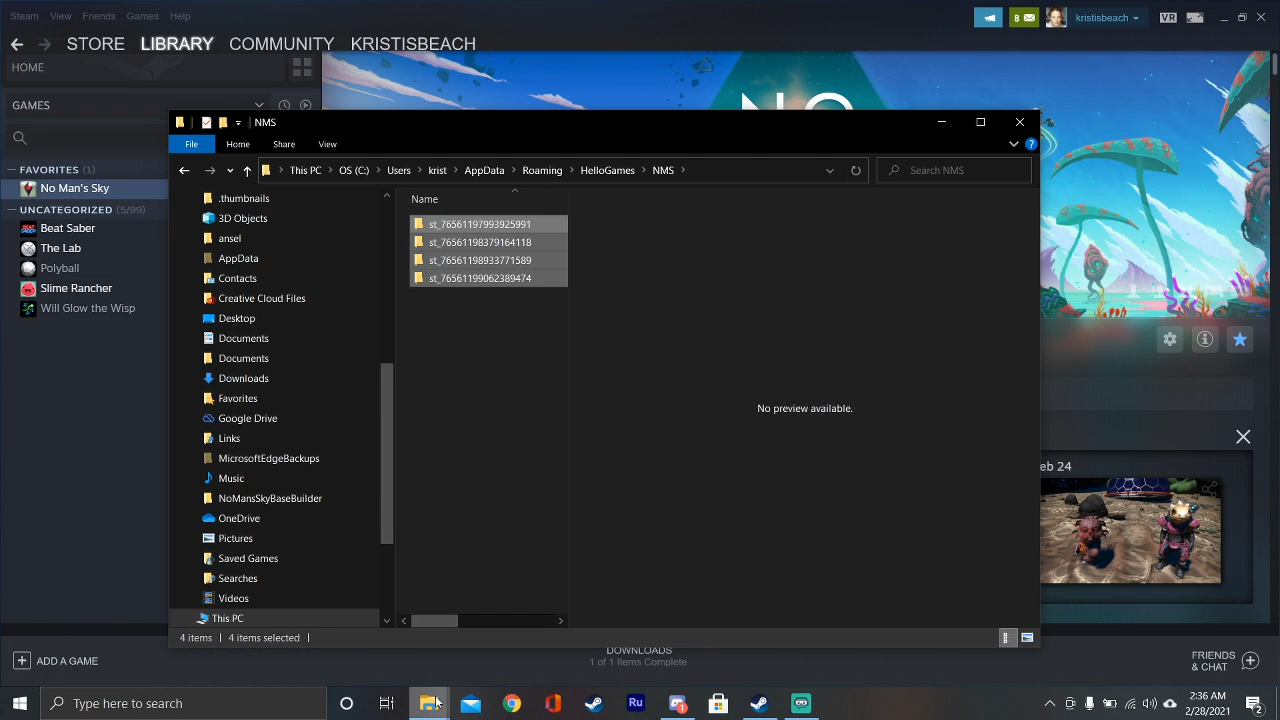 Steam View Friends Games Help
8 kristisbeach VR
STORE LIBRARY COMMUNITY KRISTISBEACH
HOME
GAMES
FAVORITES (1)
No Man's Sky
UNCATEGORIZED (5/99)
Beat Saber
The Lab
Polyball
Slime Rancher
Will Glow the Wisp
NMS
File Home Share View
This PC > OS (C:) > Users > krist > AppData > Roaming > HelloGames > NMS >
Search NMS
.thumbnails
3D Objects
ansel
AppData
Contacts
Creative Cloud Files
Desktop
Documents
Documents
Downloads
Favorites
Google Drive
Links
MicrosoftEdgeBackups
Music
NoMansSkyBaseBuilder
OneDrive
Pictures
Saved Games
Searches
Videos
This PC
Name
st_76561197993925991
st_76561198379164118
st_76561198933771589
st_76561199062389474
No preview available.
4 items 4 items selected
eb 24
ADD A GAME
DOWNLOADS
1 of 1 Items Complete
FRIENDS
& CHAT
Type here to search
Ru
1
2:36 AM
2/28/2021
2